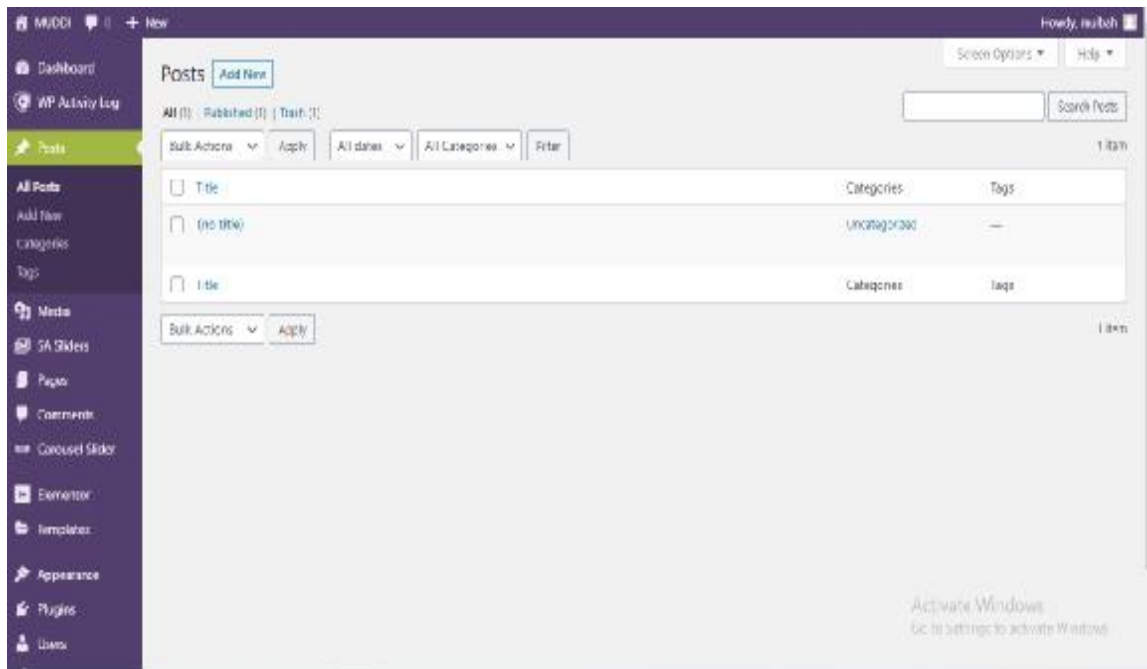 MUDCI 0 + New
Howdy, mulbah
Screen Options Help
Dashboard
WP Activity Log
Posts
All Posts
Add New
Categories
Tags
Media
SA Sliders
Pages
Comments
Carousel Slider
Elementor
Templates
Appearance
Plugins
Users
Posts Add New
All (1) Published (1) | Trash (1)
Search Posts
Bulk Actions Apply All dates All Categories Filter
1 item
Title Categories Tags
(no title) Uncategorized —
Title Categories Tags
Bulk Actions Apply
1 item
Activate Windows
Go to Settings to activate Windows.